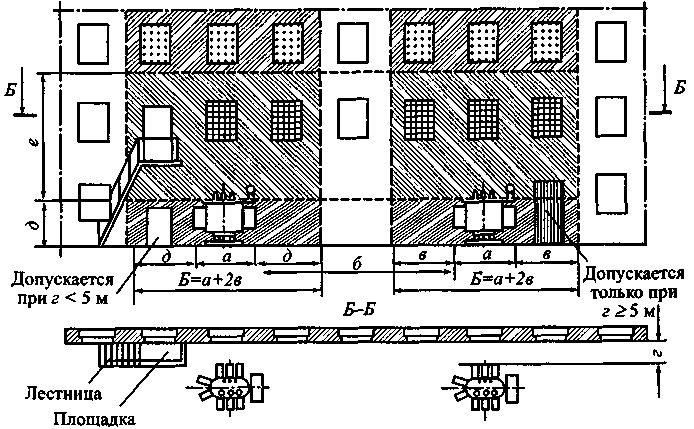 Б
Б
е
д
д
а
д
б
в
а
в
Допускается
при г < 5 м
Б=а+2в
Б=а+2в
Допускается
только при
г ≥ 5 м
Б–Б
г
Лестница
Площадка